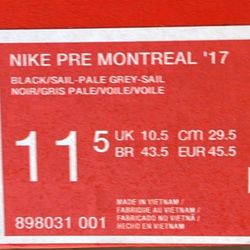 NIKE PRE MONTREAL '17
BLACK/SAIL-PALE GREY-SAIL
NOIR/GRIS PALE/VOILE/VOILE
11 5 UK 10.5 CM 29.5
BR 43.5 EUR 45.5
MADE IN VIETNAM /
FABRIQUE AU VIETNAM /
FABRICADO NO VIETNÃ /
HECHO EN VIETNAM
898031 001